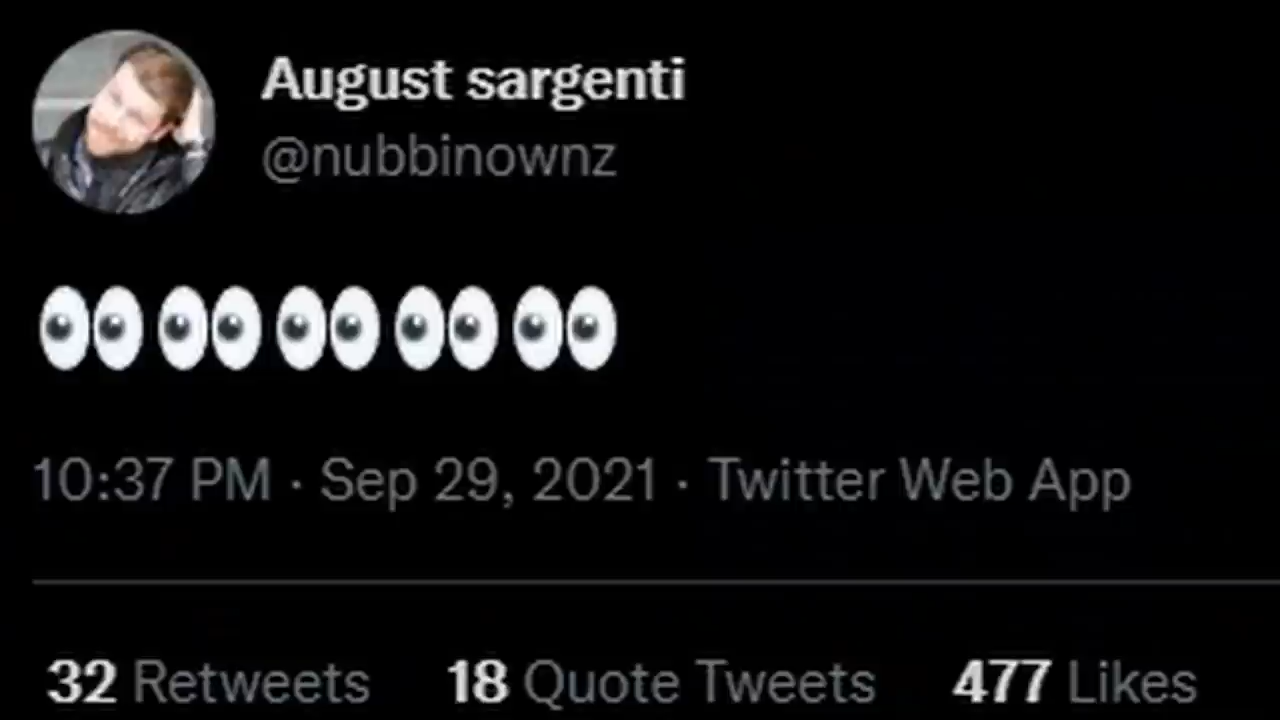 August sargenti
@nubbinownz
👀👀👀👀👀
10:37 PM · Sep 29, 2021 · Twitter Web App
32 Retweets 18 Quote Tweets 477 Likes